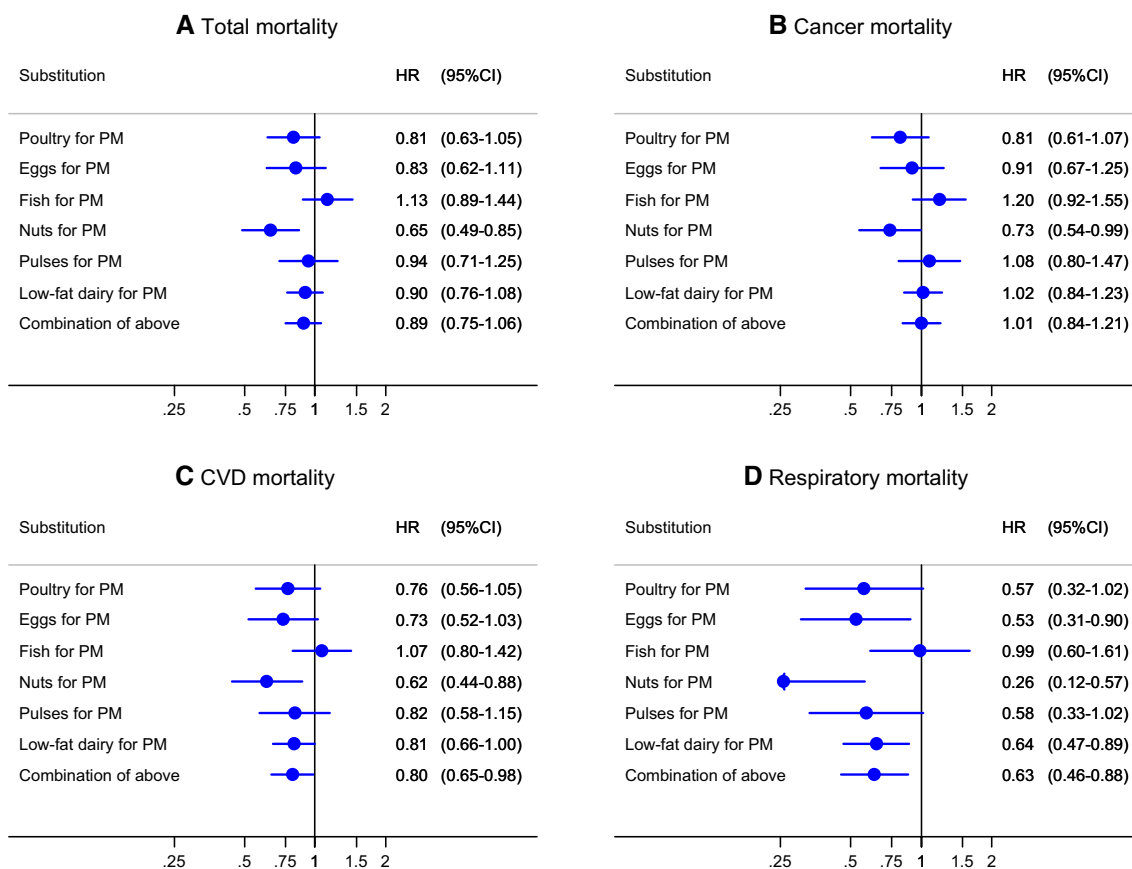 A Total mortality
Substitution HR (95%CI)
Poultry for PM 0.81 (0.63-1.05)
Eggs for PM 0.83 (0.62-1.11)
Fish for PM 1.13 (0.89-1.44)
Nuts for PM 0.65 (0.49-0.85)
Pulses for PM 0.94 (0.71-1.25)
Low-fat dairy for PM 0.90 (0.76-1.08)
Combination of above 0.89 (0.75-1.06)
.25 .5 .75 1 1.5 2
B Cancer mortality
Substitution HR (95%CI)
Poultry for PM 0.81 (0.61-1.07)
Eggs for PM 0.91 (0.67-1.25)
Fish for PM 1.20 (0.92-1.55)
Nuts for PM 0.73 (0.54-0.99)
Pulses for PM 1.08 (0.80-1.47)
Low-fat dairy for PM 1.02 (0.84-1.23)
Combination of above 1.01 (0.84-1.21)
.25 .5 .75 1 1.5 2
C CVD mortality
Substitution HR (95%CI)
Poultry for PM 0.76 (0.56-1.05)
Eggs for PM 0.73 (0.52-1.03)
Fish for PM 1.07 (0.80-1.42)
Nuts for PM 0.62 (0.44-0.88)
Pulses for PM 0.82 (0.58-1.15)
Low-fat dairy for PM 0.81 (0.66-1.00)
Combination of above 0.80 (0.65-0.98)
.25 .5 .75 1 1.5 2
D Respiratory mortality
Substitution HR (95%CI)
Poultry for PM 0.57 (0.32-1.02)
Eggs for PM 0.53 (0.31-0.90)
Fish for PM 0.99 (0.60-1.61)
Nuts for PM 0.26 (0.12-0.57)
Pulses for PM 0.58 (0.33-1.02)
Low-fat dairy for PM 0.64 (0.47-0.89)
Combination of above 0.63 (0.46-0.88)
.25 .5 .75 1 1.5 2